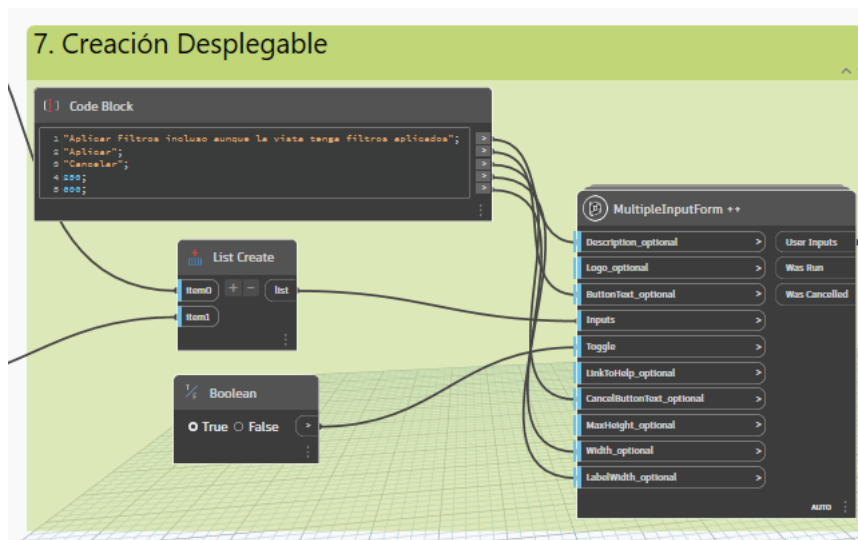 7. Creación Desplegable
Code Block
1 "Aplicar Filtros incluso aunque la vista tenga filtros aplicados";
2 "Aplicar";
3 "Cancelar";
4
5
MultipleInputForm ++
Description_optional > User Inputs
Logo_optional > Was Run
ButtonText_optional > Was Cancelled
Inputs >
Toggle >
LinkToHelp_optional >
CancelButtonText_optional >
MaxHeight_optional >
Width_optional >
LabelWidth_optional >
AUTO
List Create
item0 + - list
item1
Boolean
True False >